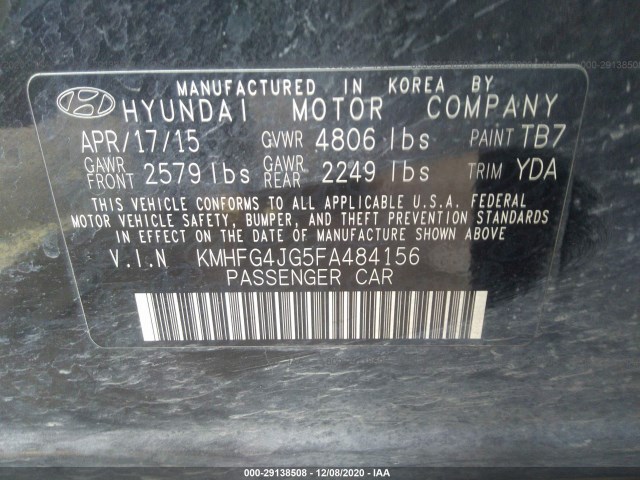 MANUFACTURED IN KOREA BY
HYUNDAI MOTOR COMPANY
APR/17/15 GVWR 4806 lbs PAINT TB7
GAWR FRONT 2579 lbs GAWR REAR 2249 lbs TRIM YDA
THIS VEHICLE CONFORMS TO ALL APPLICABLE U.S.A. FEDERAL
MOTOR VEHICLE SAFETY, BUMPER, AND THEFT PREVENTION STANDARDS
IN EFFECT ON THE DATE OF MANUFACTURE SHOWN ABOVE
V.I.N KMHFG4JG5FA484156
PASSENGER CAR
000-29138508 - 12/08/2020 - IAA